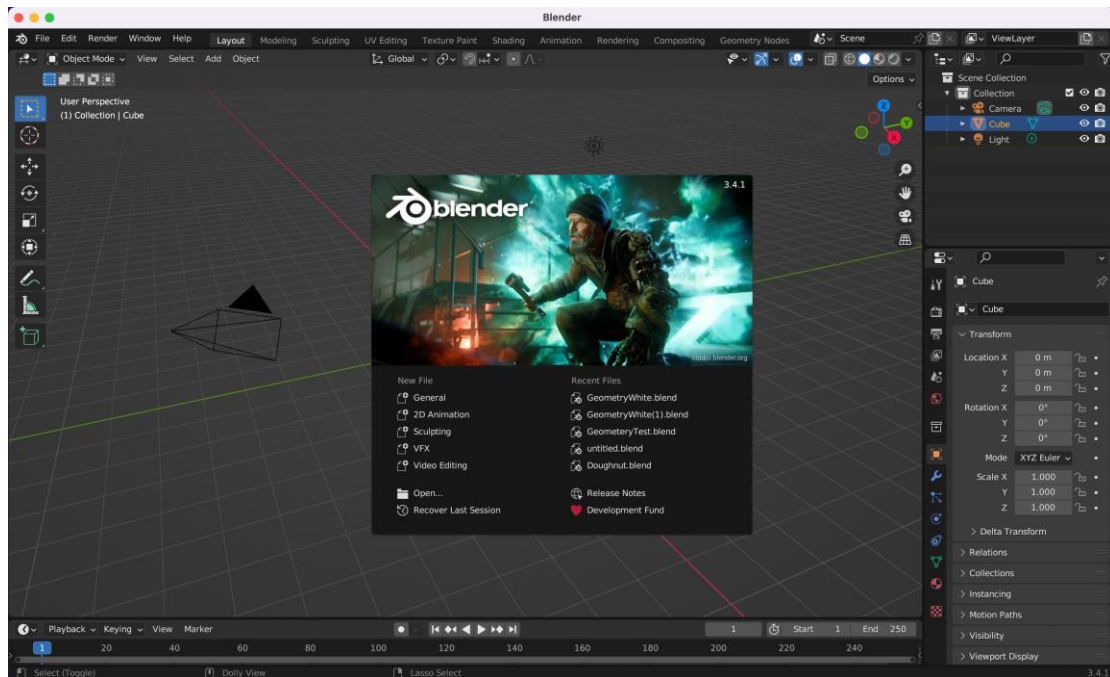 Blender
File Edit Render Window Help Layout Modeling Sculpting UV Editing Texture Paint Shading Animation Rendering Compositing Geometry Nodes Scene ViewLayer
Object Mode View Select Add Object Global
Options
User Perspective
(1) Collection | Cube
Z
Y
X
Scene Collection
Collection
Camera
Cube
Light
blender
3.4.1
studio.blender.org
New File
General
2D Animation
Sculpting
VFX
Video Editing
Open...
Recover Last Session
Recent Files
GeometryWhite.blend
GeometryWhite(1).blend
GeometeryTest.blend
untitled.blend
Doughnut.blend
Release Notes
Development Fund
Cube
Cube
Transform
Location X 0 m
Y 0 m
Z 0 m
Rotation X 0°
Y 0°
Z 0°
Mode XYZ Euler
Scale X 1.000
Y 1.000
Z 1.000
Delta Transform
Relations
Collections
Instancing
Motion Paths
Visibility
Viewport Display
Playback Keying View Marker 1 Start 1 End 250
1 20 40 60 80 100 120 140 160 180 200 220 240
Select (Toggle) Dolly View Lasso Select 3.4.1